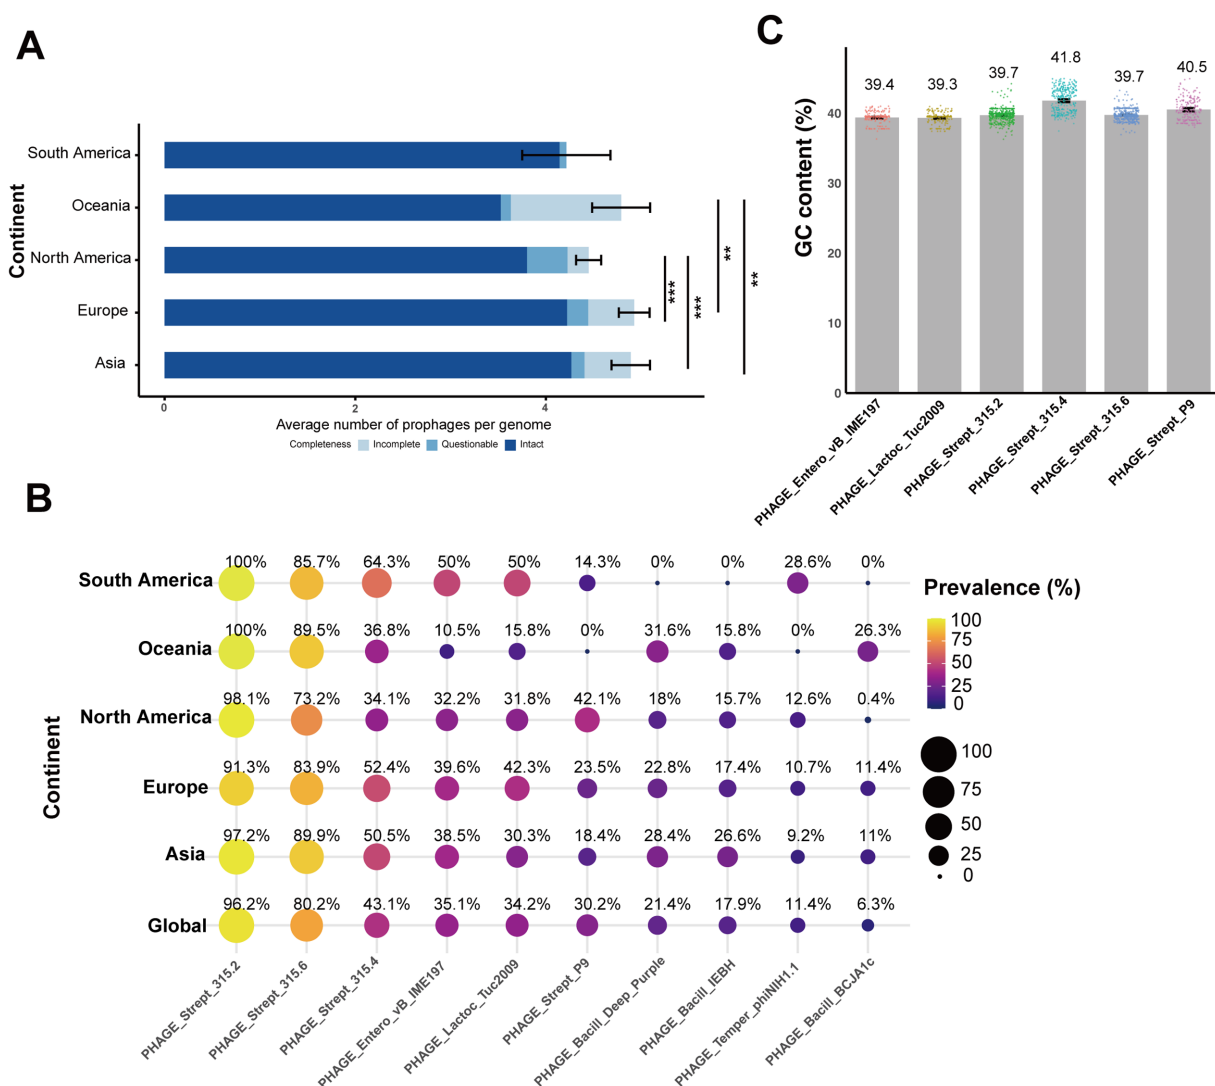 A
Continent
South America
Oceania
North America
Europe
Asia
**
**
***
***
0
2
4
Average number of prophages per genome
Completeness Incomplete Questionable Intact
C
GC content (%)
40
30
20
10
0
39.4
39.3
39.7
41.8
39.7
40.5
PHAGE_Entero_vB_IME197
PHAGE_Lactoc_Tuc2009
PHAGE_Strept_315.2
PHAGE_Strept_315.4
PHAGE_Strept_315.6
PHAGE_Strept_P9
B
Continent
100% 85.7% 64.3% 50% 50% 14.3% 0% 0% 28.6% 0%
South America
100% 89.5% 36.8% 10.5% 15.8% 0% 31.6% 15.8% 0% 26.3%
Oceania
98.1% 73.2% 34.1% 32.2% 31.8% 42.1% 18% 15.7% 12.6% 0.4%
North America
91.3% 83.9% 52.4% 39.6% 42.3% 23.5% 22.8% 17.4% 10.7% 11.4%
Europe
97.2% 89.9% 50.5% 38.5% 30.3% 18.4% 28.4% 26.6% 9.2% 11%
Asia
96.2% 80.2% 43.1% 35.1% 34.2% 30.2% 21.4% 17.9% 11.4% 6.3%
Global
PHAGE_Strept_315.2
PHAGE_Strept_315.6
PHAGE_Strept_315.4
PHAGE_Entero_vB_IME197
PHAGE_Lactoc_Tuc2009
PHAGE_Strept_P9
PHAGE_Bacill_Deep_Purple
PHAGE_Bacill_IEBH
PHAGE_Temper_phiNIH1.1
PHAGE_Bacill_BCJA1c
Prevalence (%)
100
75
50
25
0
100
75
50
25
0